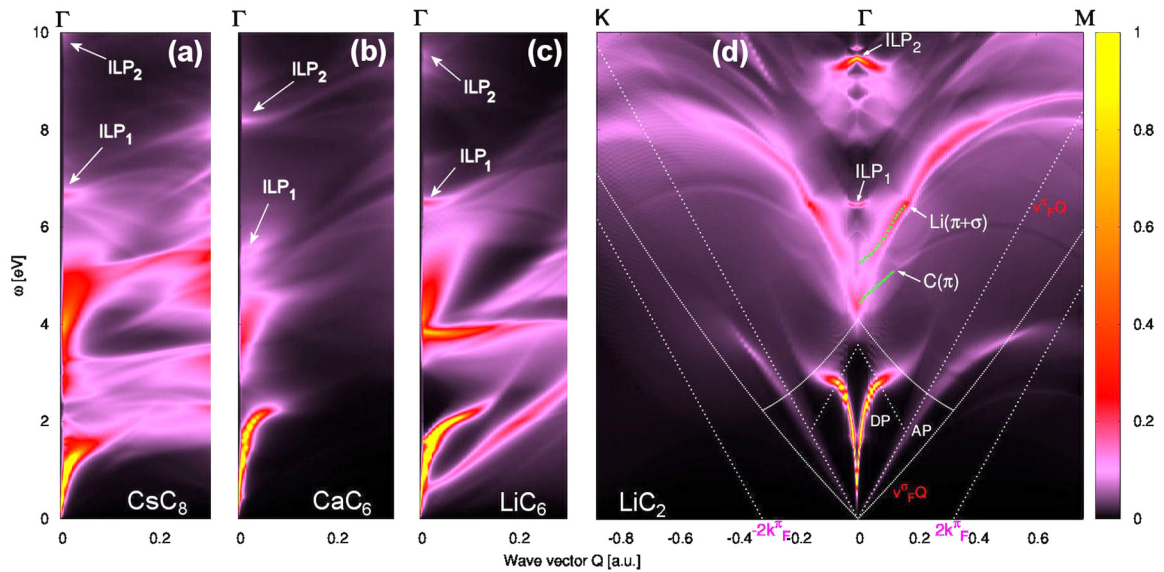 Γ
Γ
Γ
K
Γ
M
10
8
6
4
2
0
ω [eV]
(a)
ILP₂
ILP₁
CsC₈
0
0.2
(b)
ILP₂
ILP₁
CaC₆
0
0.2
(c)
ILP₂
ILP₁
LiC₆
0
0.2
(d)
ILP₂
ILP₁
Li(π+σ)
C(π)
vπFQ
DP
AP
vσFQ
LiC₂
-2kπF
2kπF
-0.8
-0.6
-0.4
-0.2
0
0.2
0.4
0.6
Wave vector Q [a.u.]
1
0.8
0.6
0.4
0.2
0